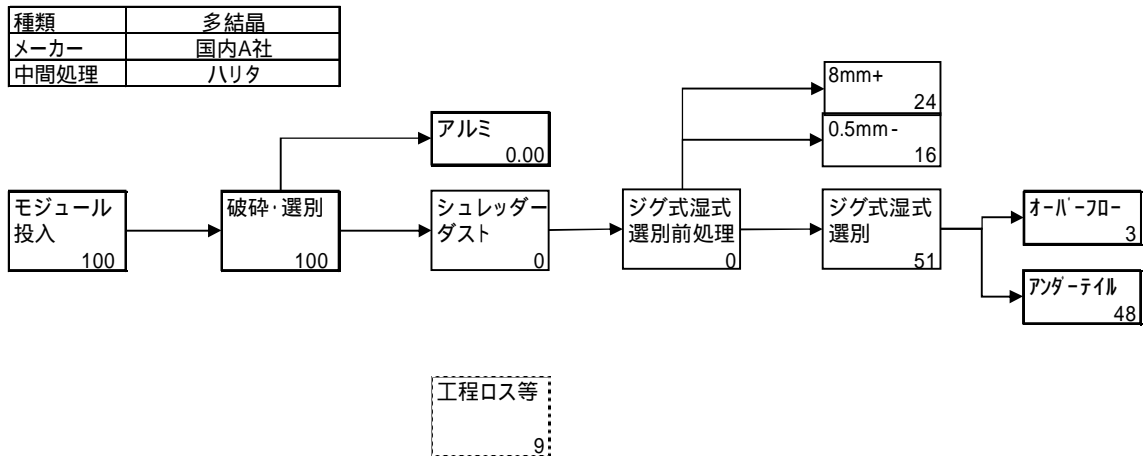 種類 多結晶
メーカー 国内A社
中間処理 ハリタ
8mm+
24
0.5mm-
16
アルミ
0.00
モジュール
投入
100
破砕・選別
100
シュレッダー
ダスト
0
ジグ式湿式
選別前処理
0
ジグ式湿式
選別
51
オーバーフロー
3
アンダーテイル
48
工程ロス等
9